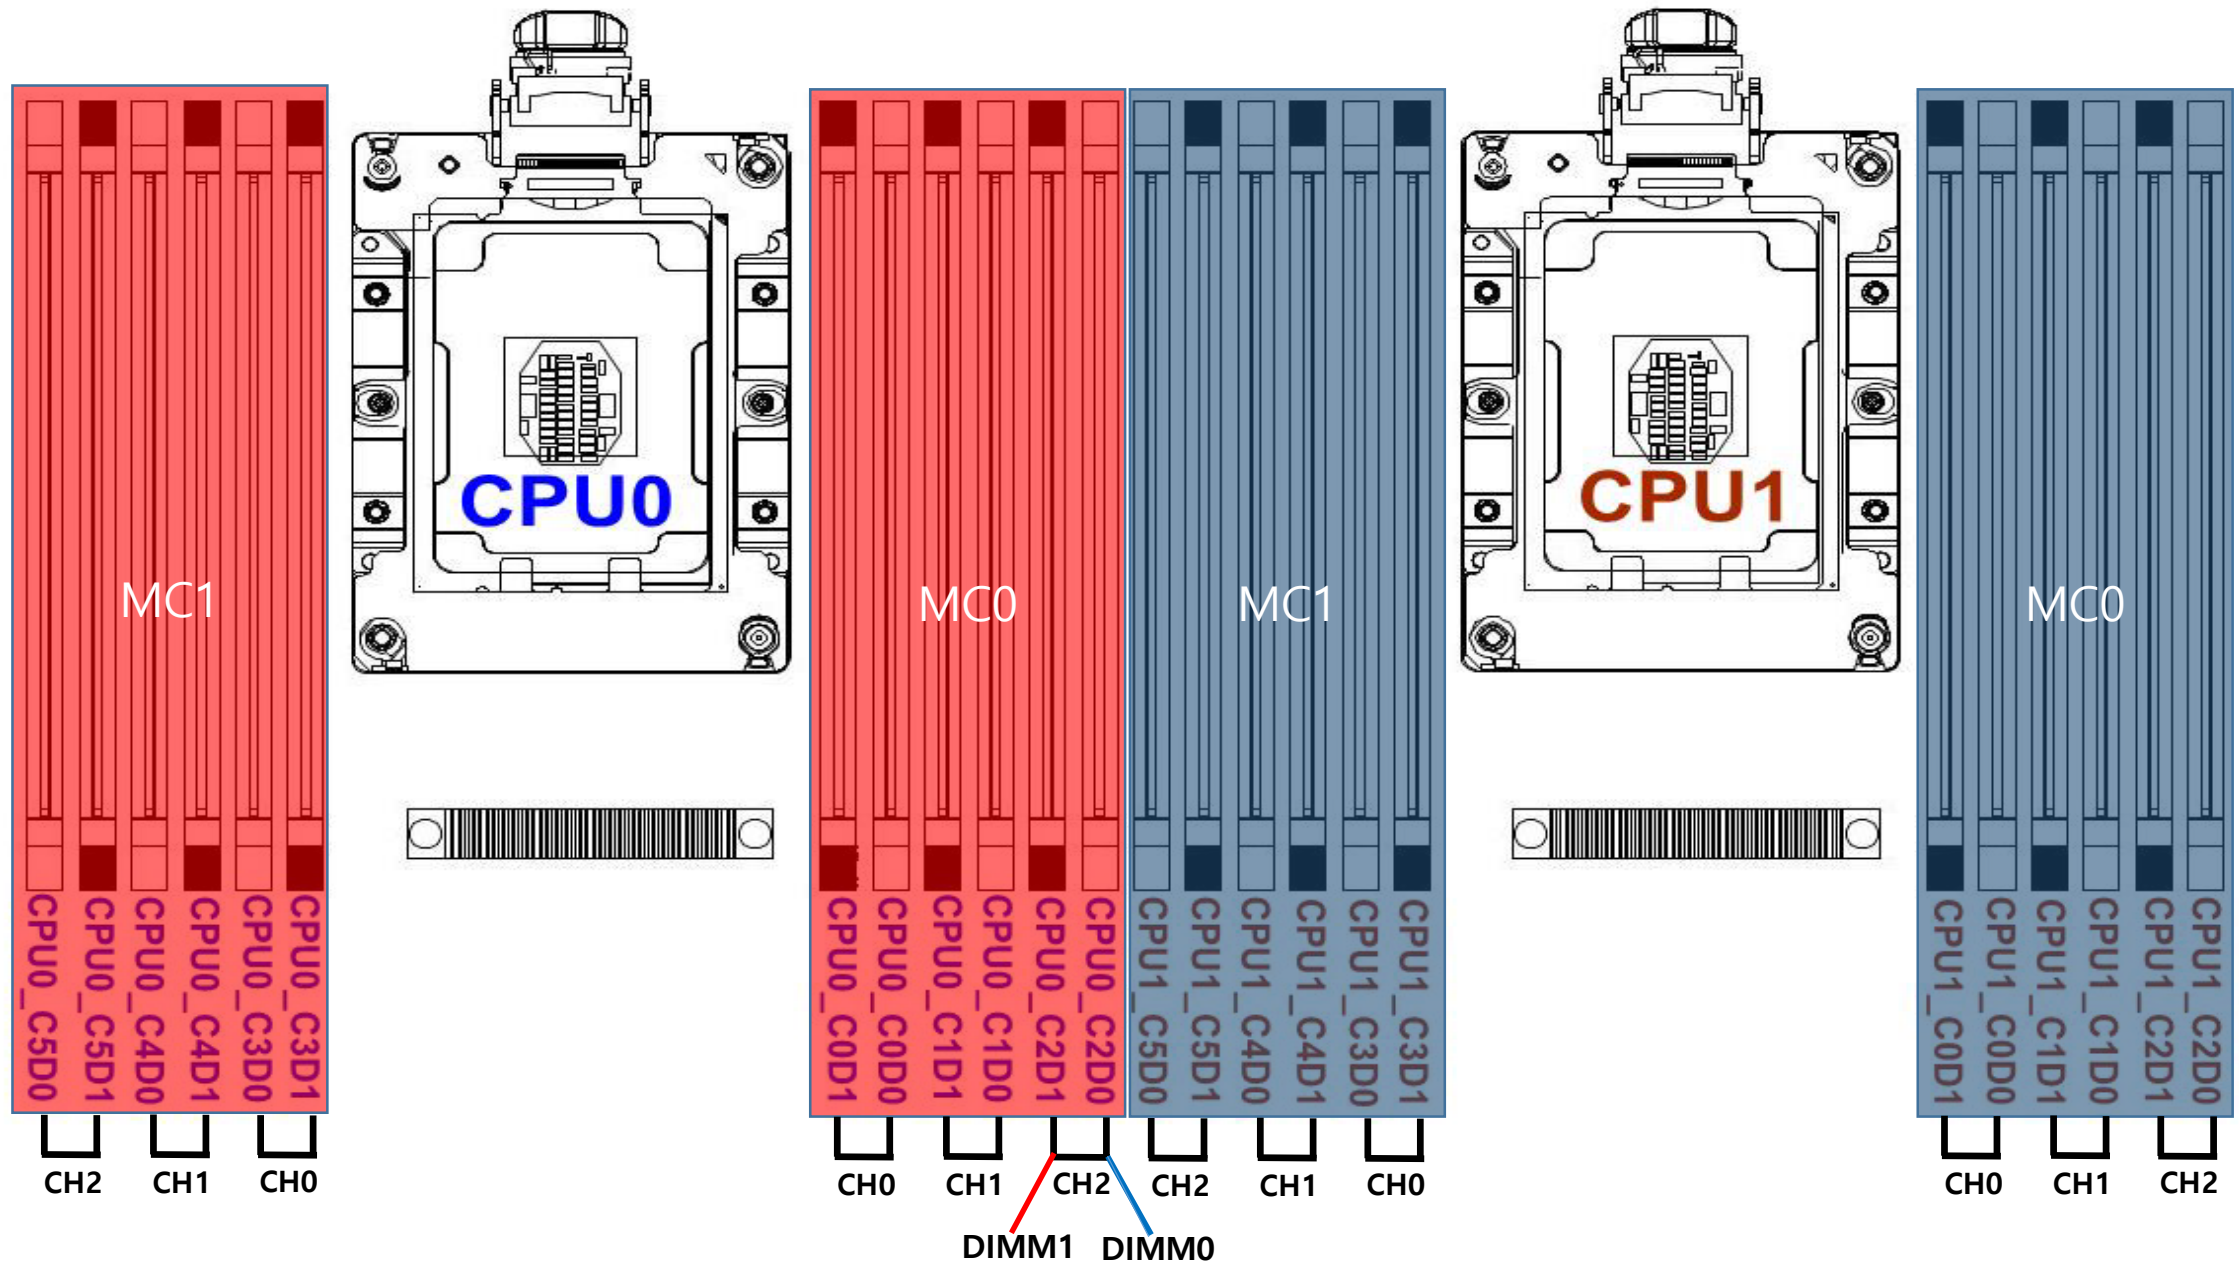 CPU0
CPU1
MC1
MC0
MC1
MC0
CPU0_C5D0
CPU0_C5D1
CPU0_C4D0
CPU0_C4D1
CPU0_C3D0
CPU0_C3D1
CPU0_C0D1
CPU0_C0D0
CPU0_C1D1
CPU0_C1D0
CPU0_C2D1
CPU0_C2D0
CPU1_C5D0
CPU1_C5D1
CPU1_C4D0
CPU1_C4D1
CPU1_C3D0
CPU1_C3D1
CPU1_C0D1
CPU1_C0D0
CPU1_C1D1
CPU1_C1D0
CPU1_C2D1
CPU1_C2D0
CH2
CH1
CH0
CH0
CH1
CH2
CH2
CH1
CH0
CH0
CH1
CH2
DIMM1
DIMM0